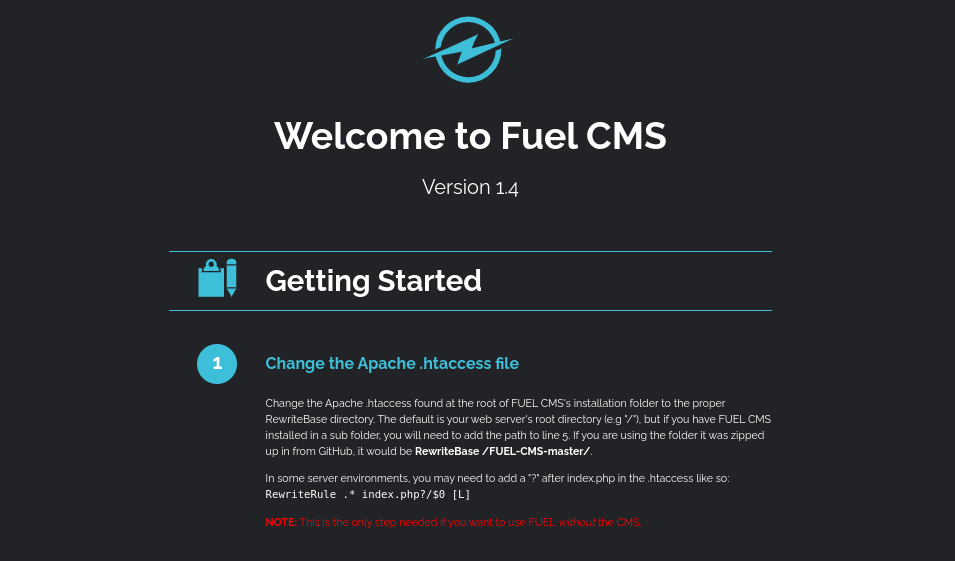 Welcome to Fuel CMS
Version 1.4
Getting Started
1
Change the Apache .htaccess file
Change the Apache .htaccess found at the root of FUEL CMS's installation folder to the proper
RewriteBase directory. The default is your web server's root directory (e.g "/"), but if you have FUEL CMS
installed in a sub folder, you will need to add the path to line 5. If you are using the folder it was zipped
up in from GitHub, it would be RewriteBase /FUEL-CMS-master/.
In some server environments, you may need to add a "?" after index.php in the .htaccess like so:
RewriteRule .* index.php?/$0 [L]
NOTE: This is the only step needed if you want to use FUEL without the CMS.